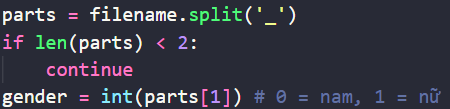 parts = filename.split('_')
if len(parts) < 2:
    continue
gender = int(parts[1]) # 0 = nam, 1 = nữ